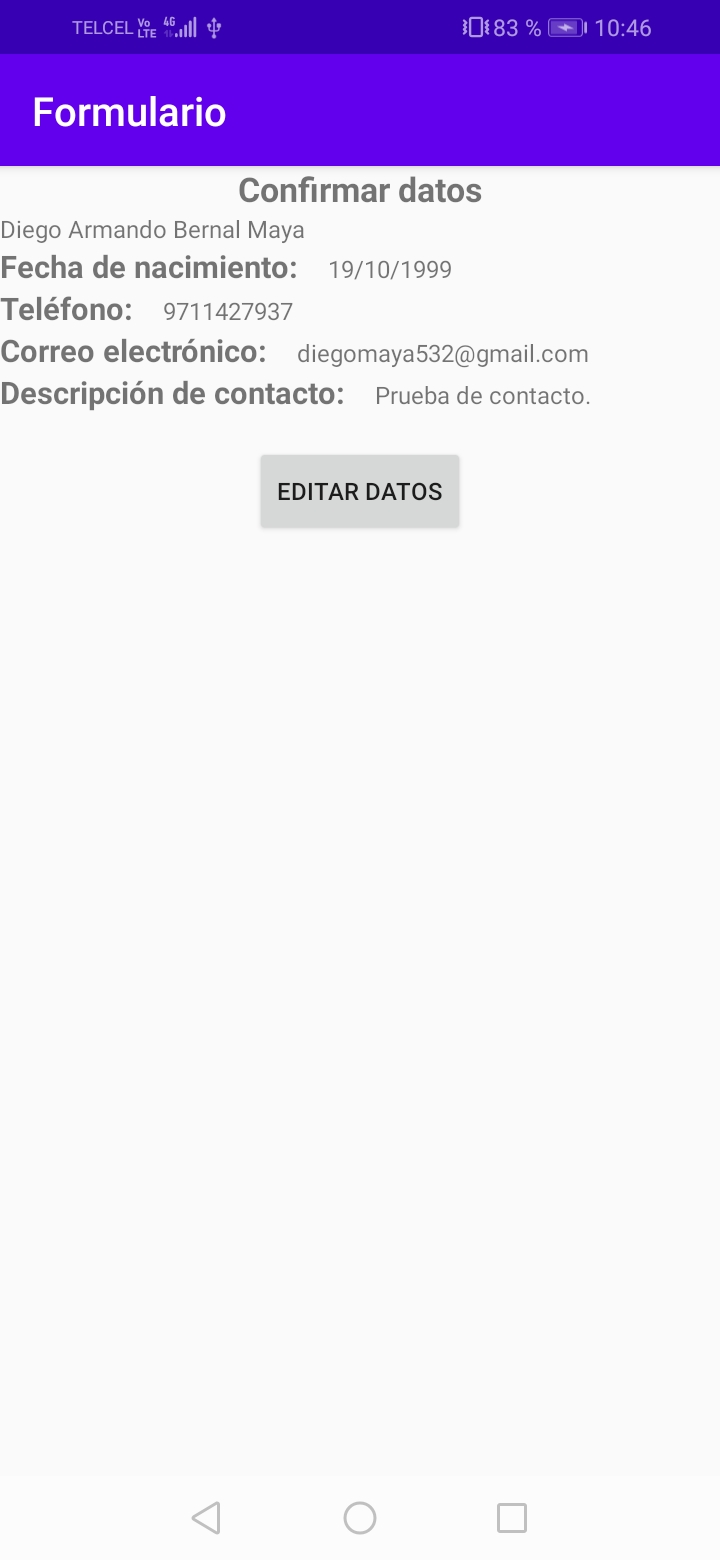 TELCEL Vo LTE 4G 83 % 10:46
Formulario
Confirmar datos
Diego Armando Bernal Maya
Fecha de nacimiento: 19/10/1999
Teléfono: 9711427937
Correo electrónico: diegomaya532@gmail.com
Descripción de contacto: Prueba de contacto.
EDITAR DATOS